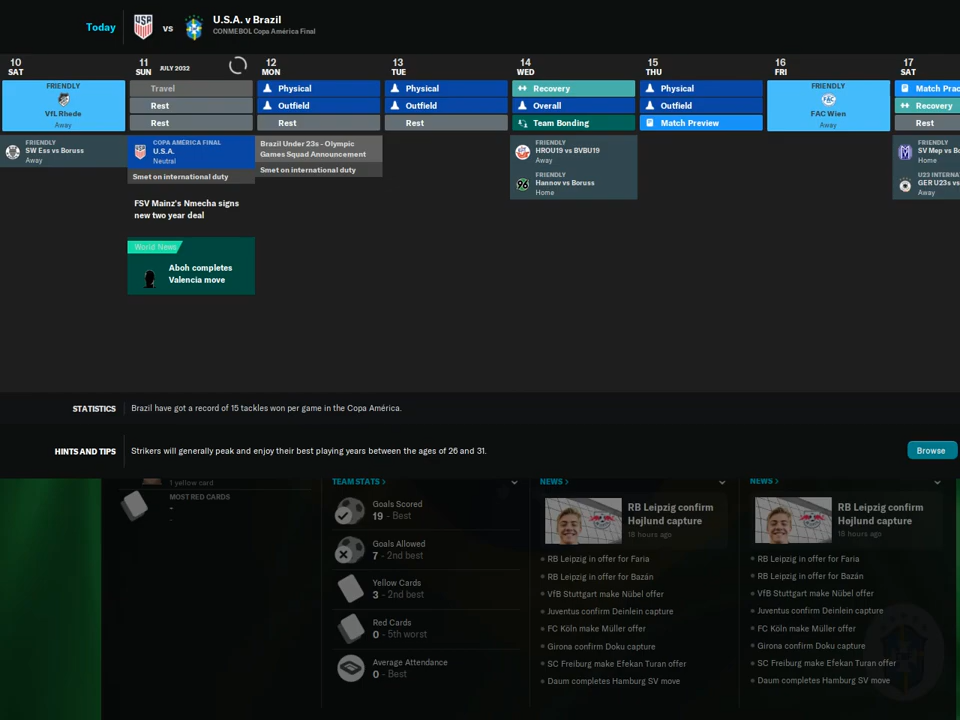 Today
USA
vs
U.S.A. v Brazil
CONMEBOL Copa América Final
10
SAT
11
SUN
JULY 2032
12
MON
13
TUE
14
WED
15
THU
16
FRI
17
SAT
FRIENDLY
VfL Rhede
Away
FRIENDLY
SW Ess v Boruss
Away
Travel
Rest
Rest
COPA AMÉRICA FINAL
U.S.A.
Neutral
Smet on international duty
FSV Mainz's Nmecha signs
new two year deal
World News
Aboh completes
Valencia move
Physical
Outfield
Rest
Brazil Under 23s - Olympic
Games Squad Announcement
Smet on international duty
Physical
Outfield
Rest
Recovery
Overall
Team Bonding
FRIENDLY
HROU19 vs BVBU19
Away
FRIENDLY
Hannov vs Boruss
Home
Physical
Outfield
Match Preview
FRIENDLY
FAC Wien
Away
Match Prac
Recovery
Rest
FRIENDLY
SV Mep vs Bo
Home
U23 INTERNA
GER U23s vs
Away
STATISTICS
Brazil have got a record of 15 tackles won per game in the Copa América.
HINTS AND TIPS
Strikers will generally peak and enjoy their best playing years between the ages of 26 and 31.
Browse
1 yellow card
MOST RED CARDS
-
-
TEAM STATS >
Goals Scored
19 - Best
Goals Allowed
7 - 2nd best
Yellow Cards
3 - 2nd best
Red Cards
0 - 5th worst
Average Attendance
0 - Best
NEWS >
RB Leipzig confirm
Højlund capture
18 hours ago
RB Leipzig in offer for Faria
RB Leipzig in offer for Bazán
VfB Stuttgart make Nübel offer
Juventus confirm Deinlein capture
FC Köln make Müller offer
Girona confirm Doku capture
SC Freiburg make Efekan Turan offer
Daum completes Hamburg SV move
NEWS >
RB Leipzig confirm
Højlund capture
18 hours ago
RB Leipzig in offer for Faria
RB Leipzig in offer for Bazán
VfB Stuttgart make Nübel offer
Juventus confirm Deinlein capture
FC Köln make Müller offer
Girona confirm Doku capture
SC Freiburg make Efekan Turan offer
Daum completes Hamburg SV move